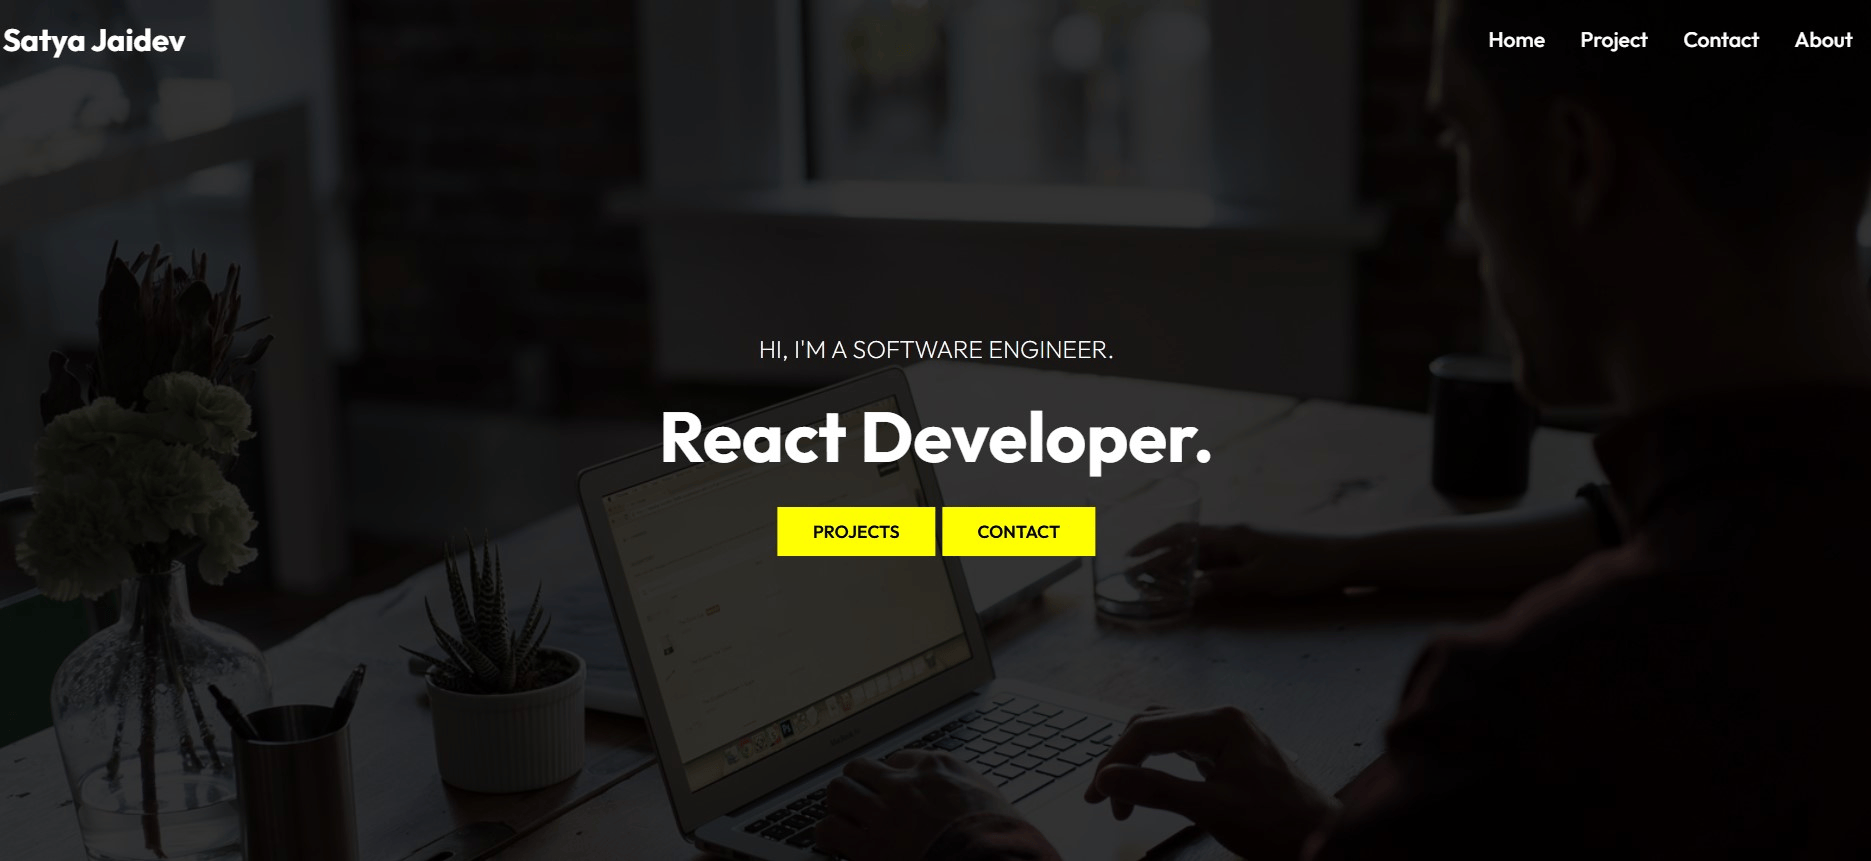 Satya Jaidev
Home Project Contact About
HI, I'M A SOFTWARE ENGINEER.
React Developer.
PROJECTS CONTACT